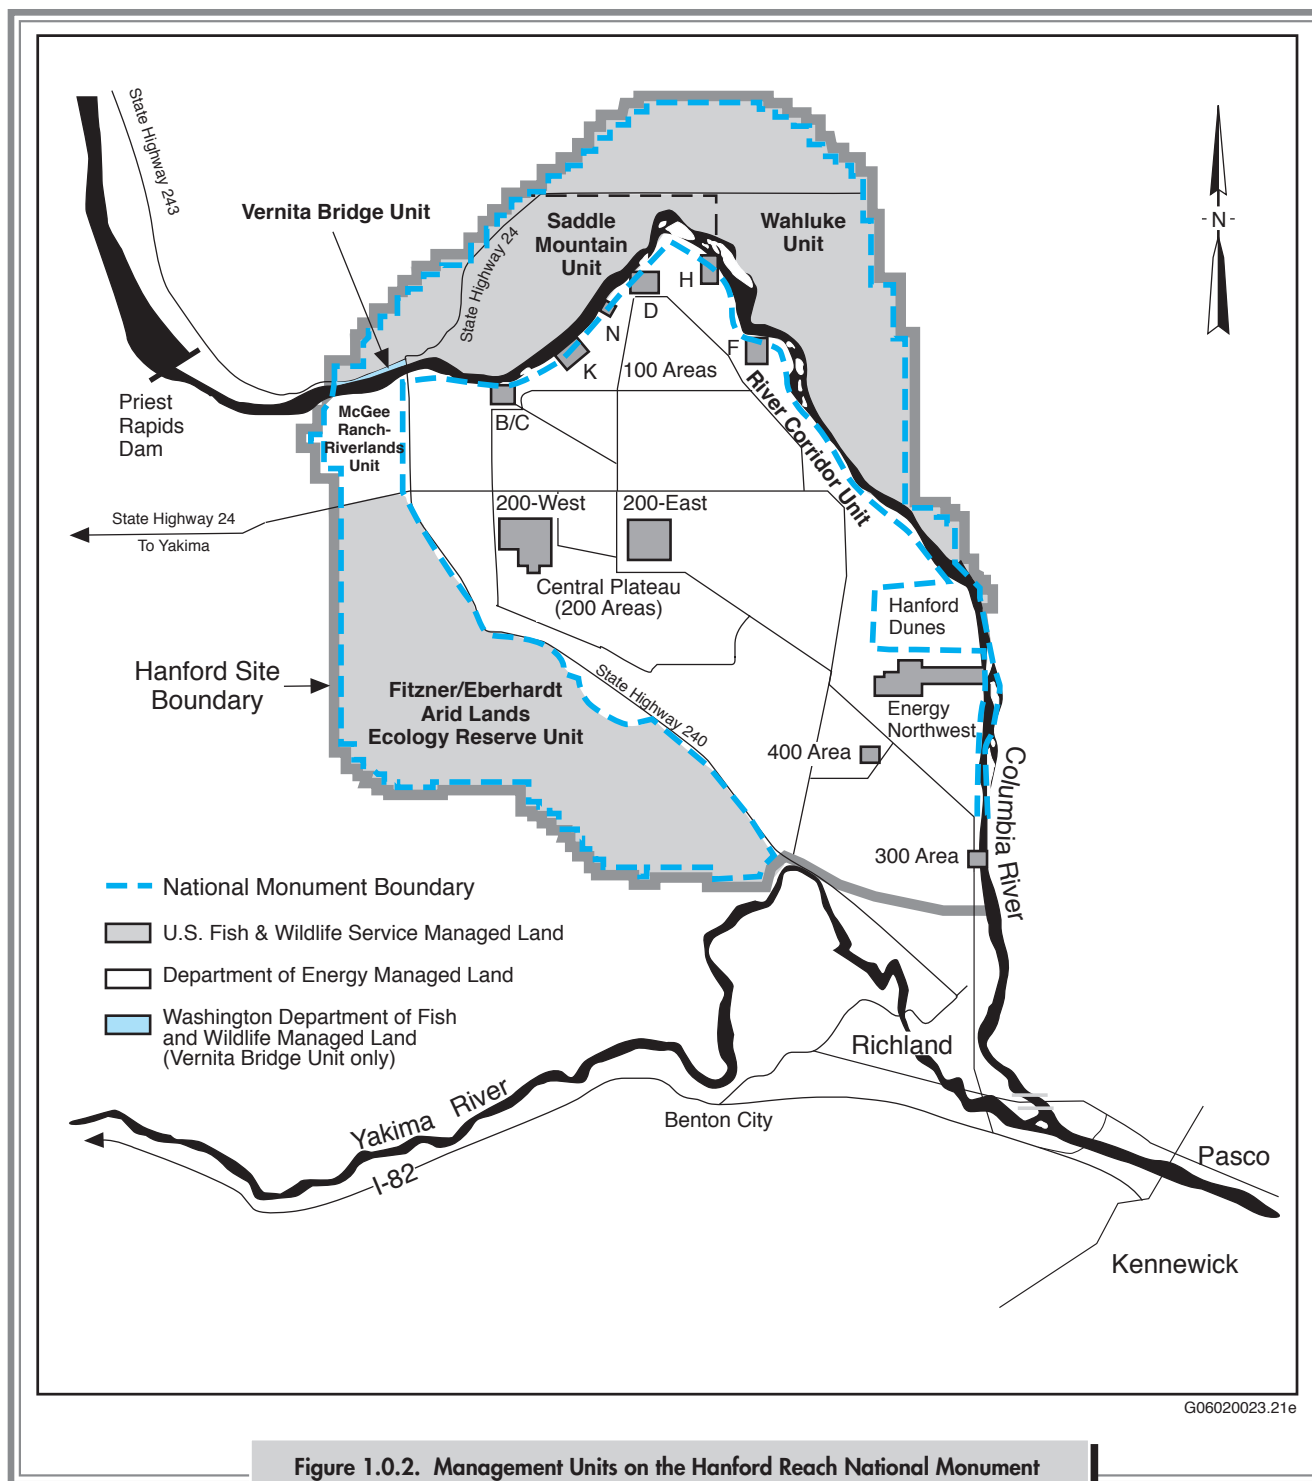 State Highway 243
Vernita Bridge Unit
State Highway 24
Saddle
Mountain
Unit
Wahluke
Unit
-N-
H
D
N
F
K
100 Areas
B/C
River Corridor Unit
Priest
Rapids
Dam
McGee
Ranch-
Riverlands
Unit
State Highway 24
To Yakima
200-West
200-East
Central Plateau
(200 Areas)
Hanford
Dunes
Hanford Site
Boundary
Fitzner/Eberhardt
Arid Lands
Ecology Reserve Unit
State Highway 240
Energy
Northwest
400 Area
Columbia River
300 Area
National Monument Boundary
U.S. Fish & Wildlife Service Managed Land
Department of Energy Managed Land
Washington Department of Fish
and Wildlife Managed Land
(Vernita Bridge Unit only)
Richland
Yakima River
I-82
Benton City
Pasco
Kennewick
G06020023.21e
Figure 1.0.2. Management Units on the Hanford Reach National Monument